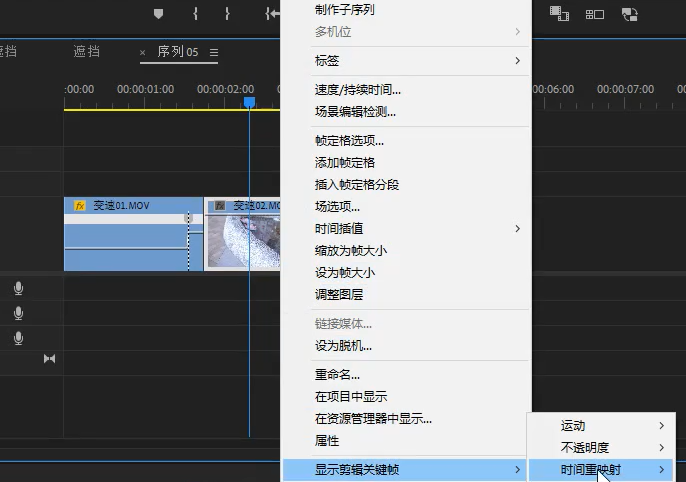 制作子序列
多机位
遮挡
遮挡
× 序列 05
标签
:00:00
00:00:01:00
00:00:02:00
00:06:00
00:00:07:00
速度/持续时间...
场景编辑检测...
帧定格选项...
添加帧定格
插入帧定格分段
fx 变速01.MOV
fx 变速02.MO
场选项...
时间插值
缩放为帧大小
设为帧大小
调整图层
链接媒体...
设为脱机...
重命名...
在项目中显示
在资源管理器中显示...
属性
显示剪辑关键帧
运动
不透明度
时间重映射